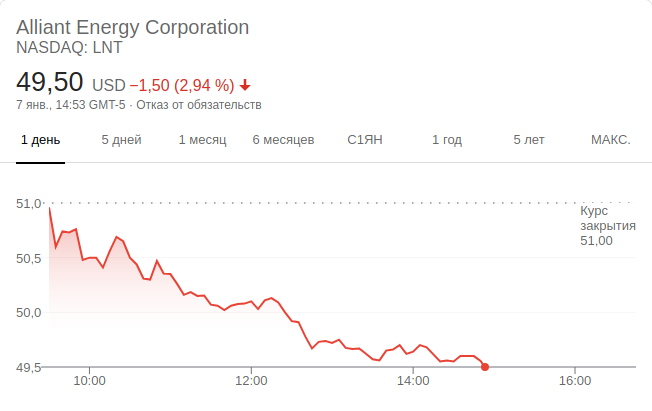 Alliant Energy Corporation
NASDAQ: LNT
49,50 USD −1,50 (2,94 %)
7 янв., 14:53 GMT-5 · Отказ от обязательств
1 день 5 дней 1 месяц 6 месяцев С1ЯН 1 год 5 лет МАКС.
51,0
Курс
закрытия
51,00
50,5
50,0
49,5
10:00 12:00 14:00 16:00